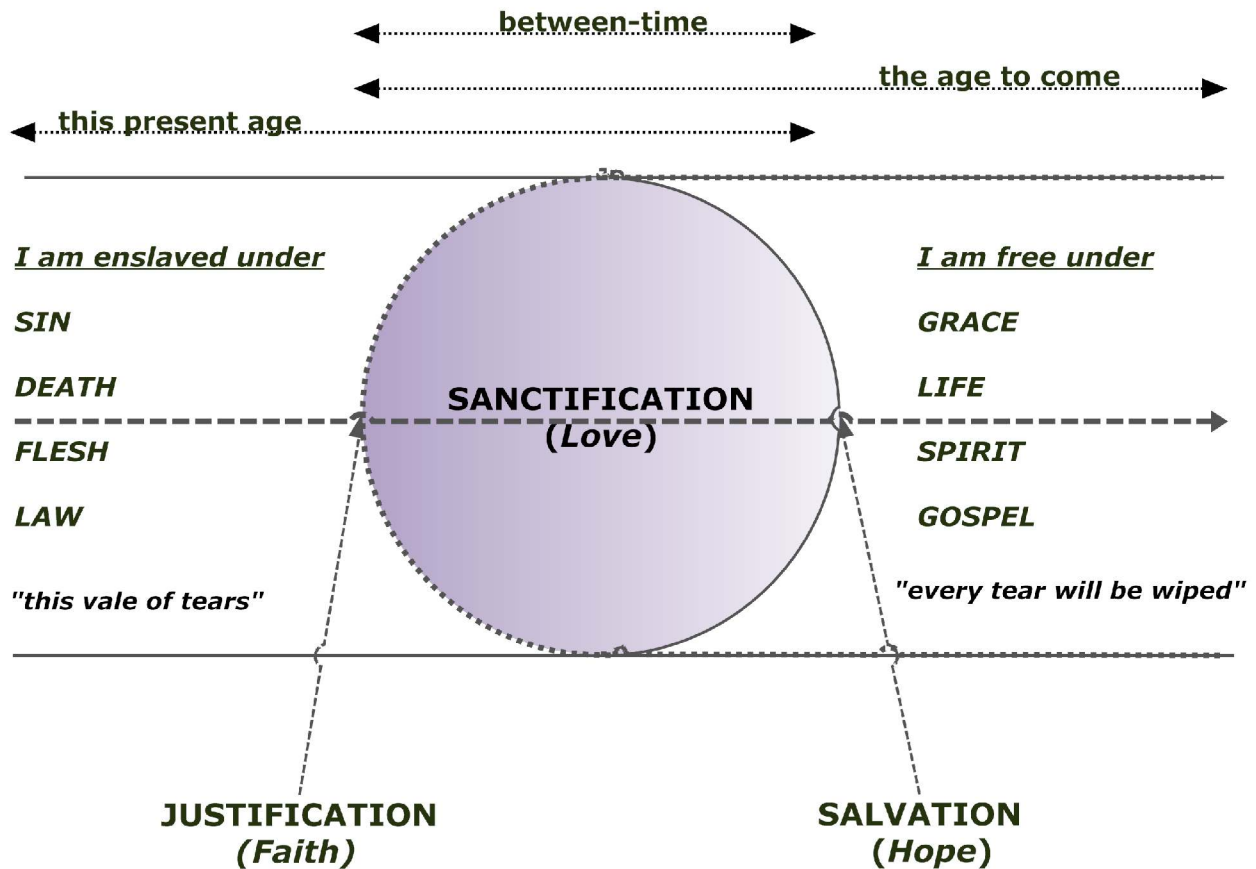 between-time
the age to come
this present age
I am enslaved under
SIN
DEATH
FLESH
LAW
"this vale of tears"
SANCTIFICATION
(Love)
I am free under
GRACE
LIFE
SPIRIT
GOSPEL
"every tear will be wiped"
JUSTIFICATION
(Faith)
SALVATION
(Hope)